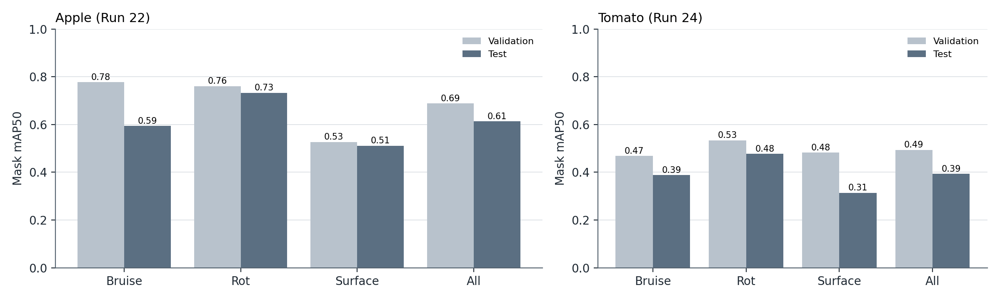 Apple (Run 22)
Mask mAP50
1.0
0.8
0.6
0.4
0.2
0.0
Validation
Test
0.78
0.59
0.76
0.73
0.53
0.51
0.69
0.61
Bruise
Rot
Surface
All
Tomato (Run 24)
Mask mAP50
1.0
0.8
0.6
0.4
0.2
0.0
Validation
Test
0.47
0.39
0.53
0.48
0.48
0.31
0.49
0.39
Bruise
Rot
Surface
All